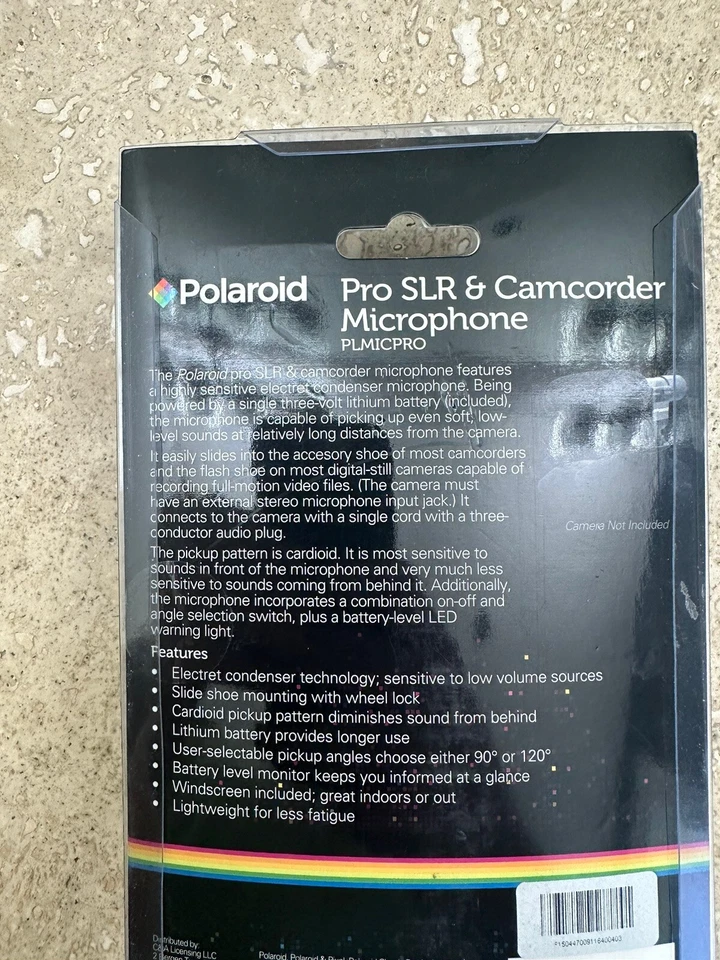 Polaroid
Pro SLR & Camcorder
Microphone
PLMICPRO
The Polaroid pro SLR & camcorder microphone features
a highly sensitive electret condenser microphone. Being
powered by a single three-volt lithium battery (included),
the microphone is capable of picking up even soft, low-
level sounds at relatively long distances from the camera.
It easily slides into the accesory shoe of most camcorders
and the flash shoe on most digital-still cameras capable of
recording full-motion video files. (The camera must
have an external stereo microphone input jack.) It
connects to the camera with a single cord with a three-
conductor audio plug.
Camera Not Included
The pickup pattern is cardioid. It is most sensitive to
sounds in front of the microphone and very much less
sensitive to sounds coming from behind it. Additionally,
the microphone incorporates a combination on-off and
angle selection switch, plus a battery-level LED
warning light.
Features
• Electret condenser technology; sensitive to low volume sources
• Slide shoe mounting with wheel lock
• Cardioid pickup pattern diminishes sound from behind
• Lithium battery provides longer use
• User-selectable pickup angles choose either 90° or 120°
• Battery level monitor keeps you informed at a glance
• Windscreen included; great indoors or out
• Lightweight for less fatigue
Distributed by:
C&A Licensing LLC
2 Bergen
Polaroid, Polaroid &